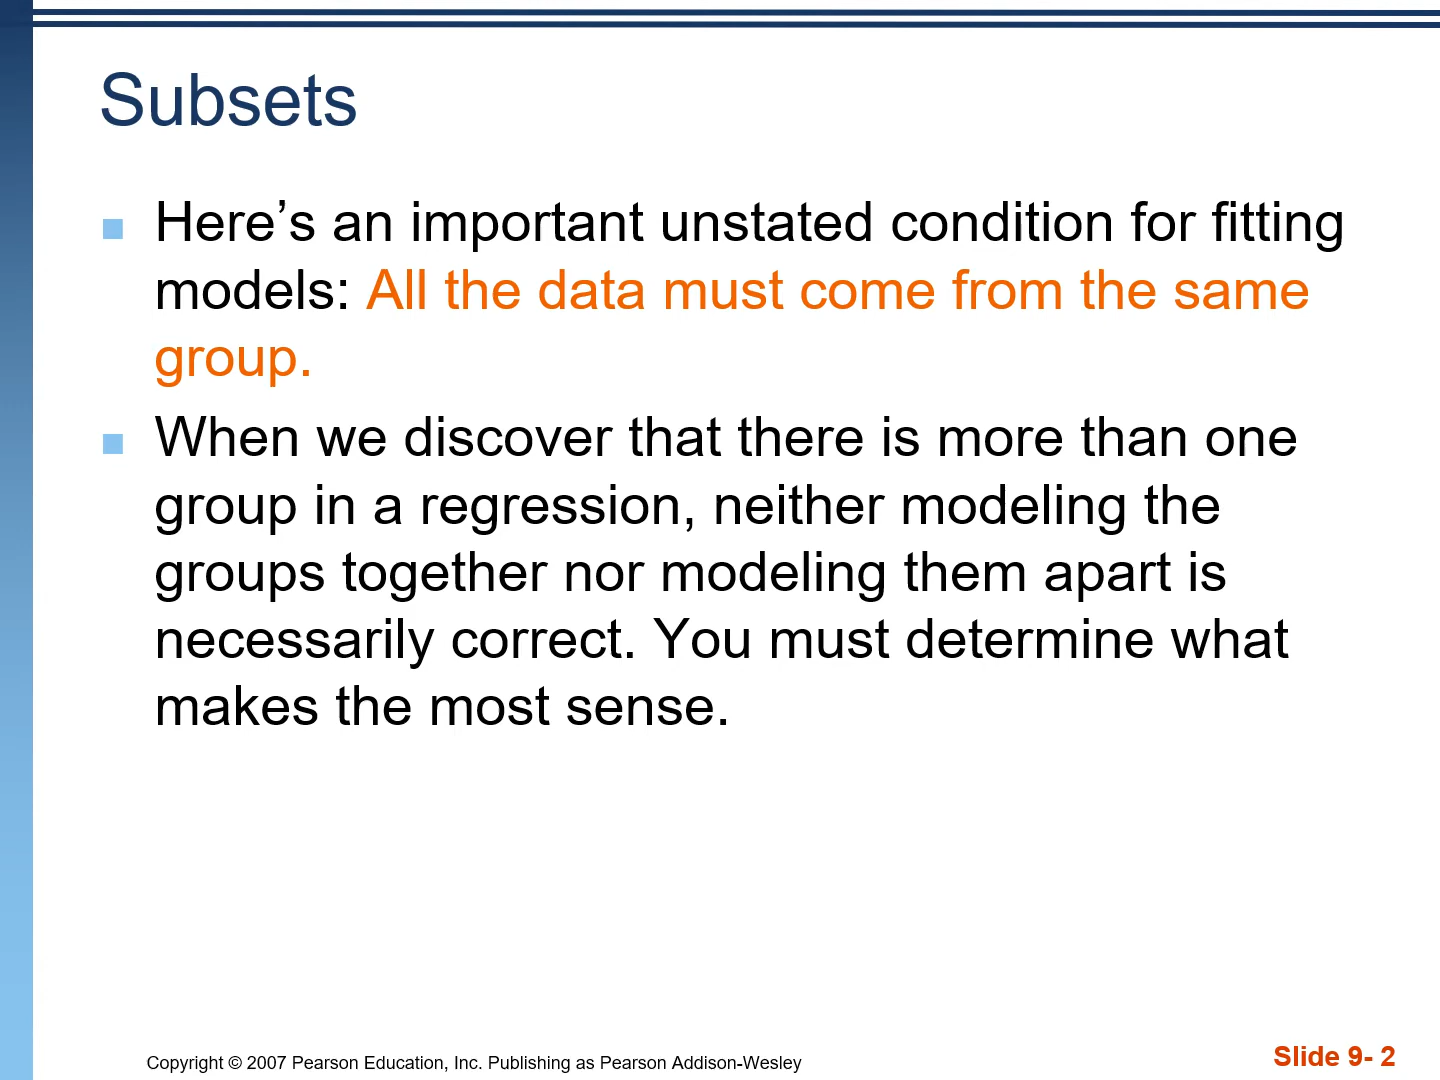 Subsets
Here’s an important unstated condition for fitting
models: All the data must come from the same
group.
When we discover that there is more than one
group in a regression, neither modeling the
groups together nor modeling them apart is
necessarily correct. You must determine what
makes the most sense.
Copyright © 2007 Pearson Education, Inc. Publishing as Pearson Addison-Wesley
Slide 9- 2